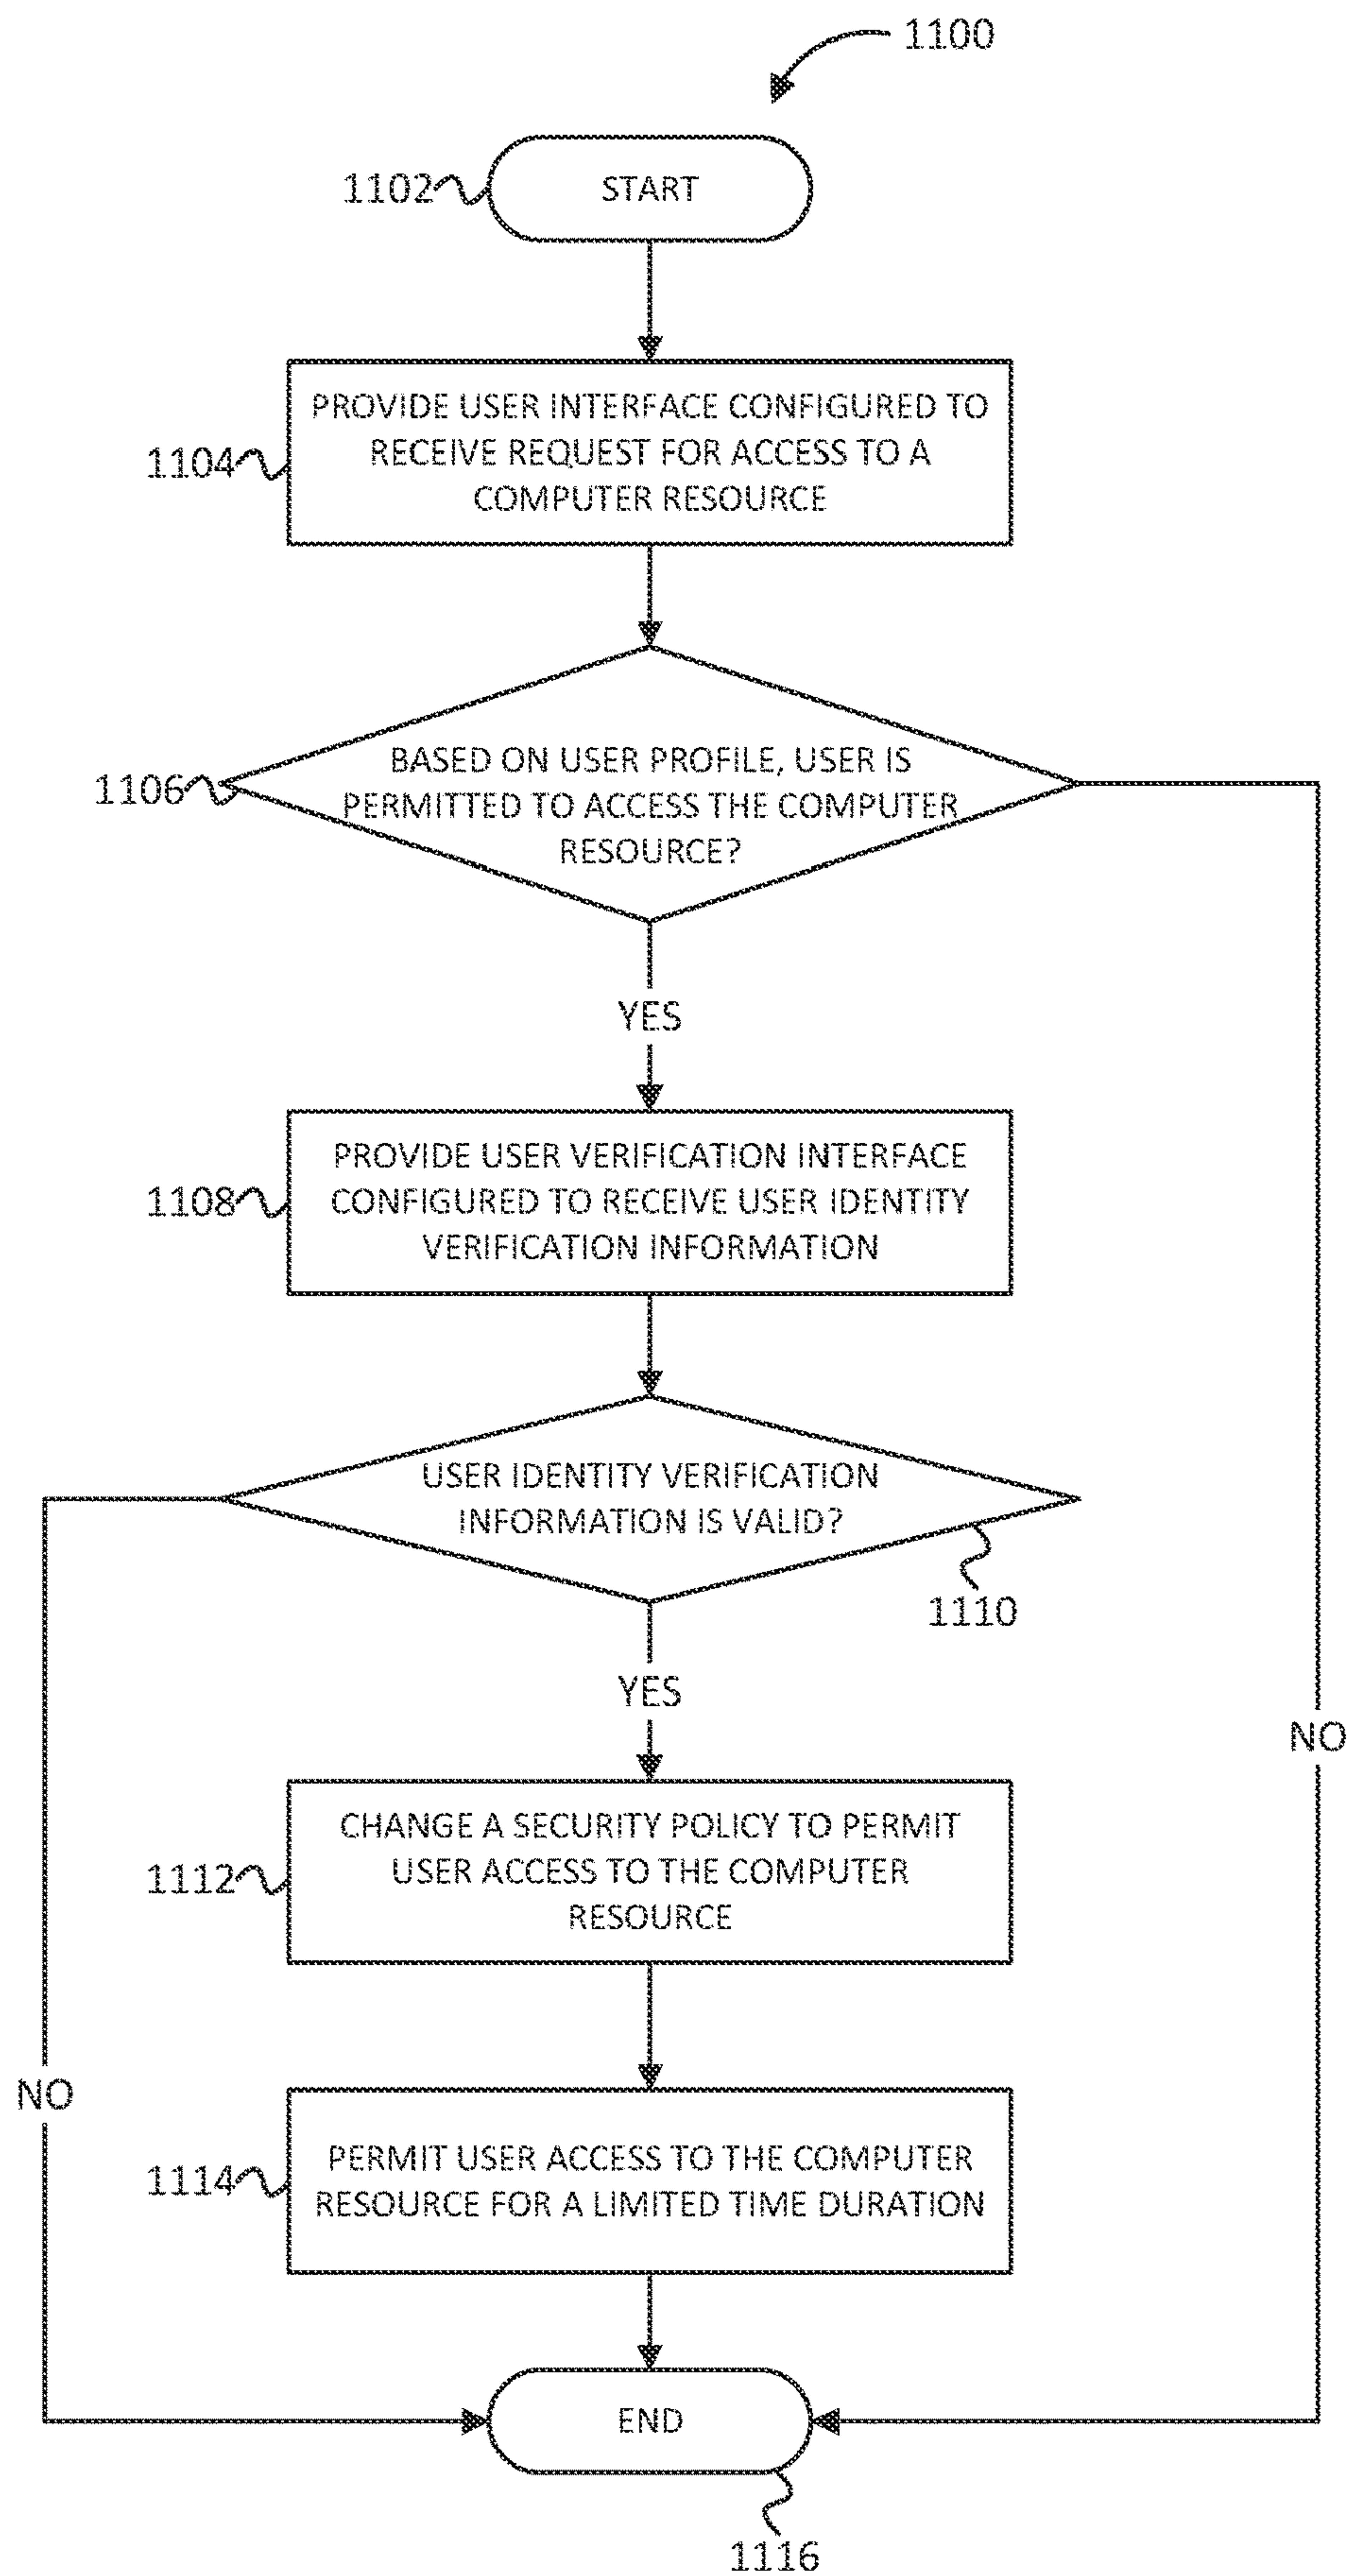 1100
1102
START
PROVIDE USER INTERFACE CONFIGURED TO
RECEIVE REQUEST FOR ACCESS TO A
COMPUTER RESOURCE
1104
BASED ON USER PROFILE, USER IS
PERMITTED TO ACCESS THE COMPUTER
RESOURCE?
1106
YES
PROVIDE USER VERIFICATION INTERFACE
CONFIGURED TO RECEIVE USER IDENTITY
VERIFICATION INFORMATION
1108
USER IDENTITY VERIFICATION
INFORMATION IS VALID?
1110
YES
NO
CHANGE A SECURITY POLICY TO PERMIT
USER ACCESS TO THE COMPUTER
RESOURCE
1112
NO
PERMIT USER ACCESS TO THE COMPUTER
RESOURCE FOR A LIMITED TIME DURATION
1114
END
1116